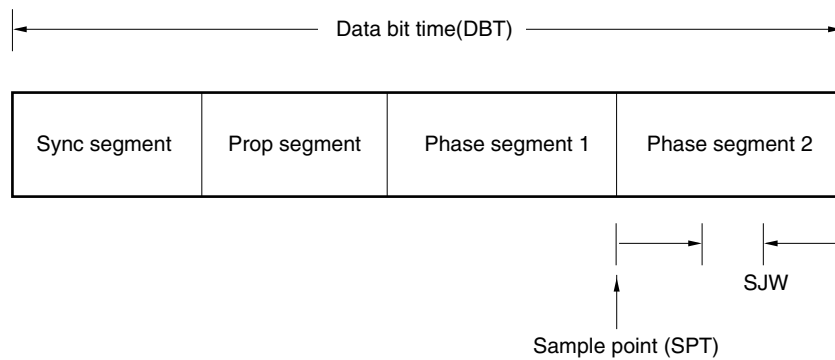 Data bit time(DBT)
Sync segment
Prop segment
Phase segment 1
Phase segment 2
SJW
Sample point (SPT)